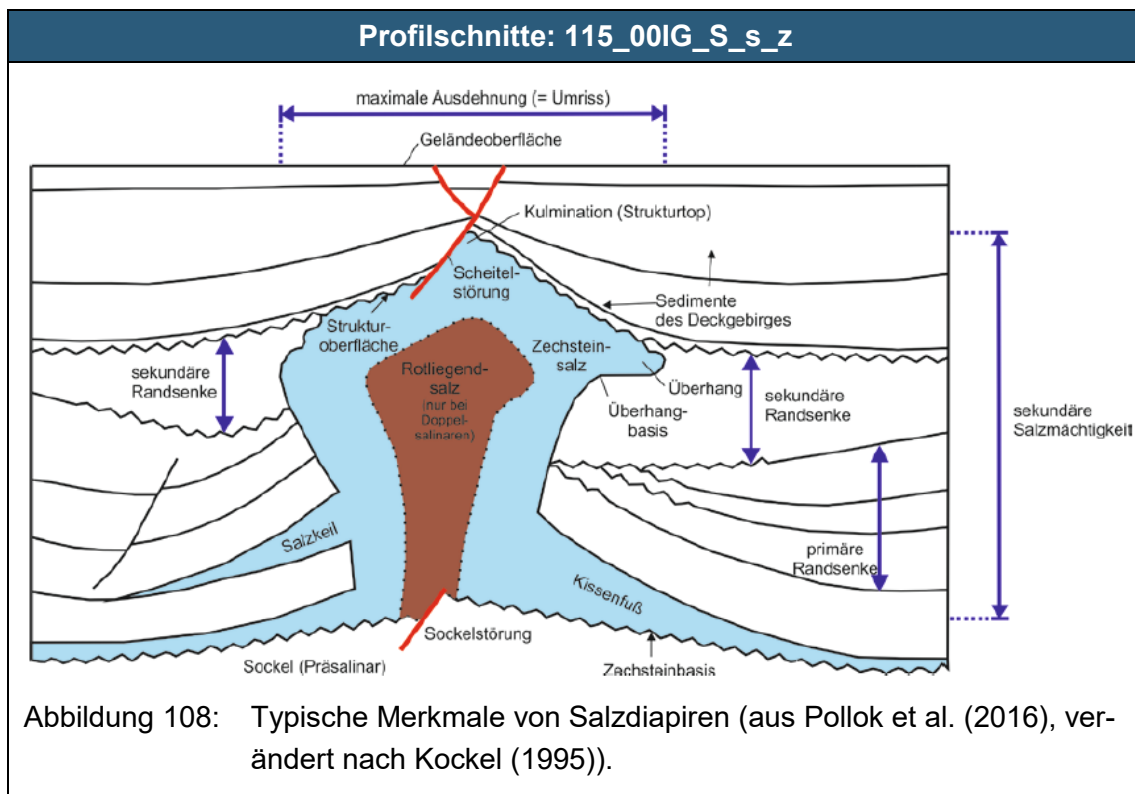 Profilschnitte: 115_00IG_S_s_z
maximale Ausdehnung (= Umriss)
Geländeoberfläche
Kulmination (Strukturtop)
Scheitel-
störung
Sedimente
des Deckgebirges
Struktur-
oberfläche
Zechstein-
salz
sekundäre
Randsenke
Rotliegend-
salz
(nur bei
Doppel-
salinaren)
Überhang
Überhang-
basis
sekundäre
Randsenke
sekundäre
Salzmächtigkeit
Salzkeil
primäre
Randsenke
Kissenfuß
Sockelstörung
Sockel (Präsalinar)
Zechsteinbasis
Abbildung 108: Typische Merkmale von Salzdiapiren (aus Pollok et al. (2016), ver-
ändert nach Kockel (1995)).